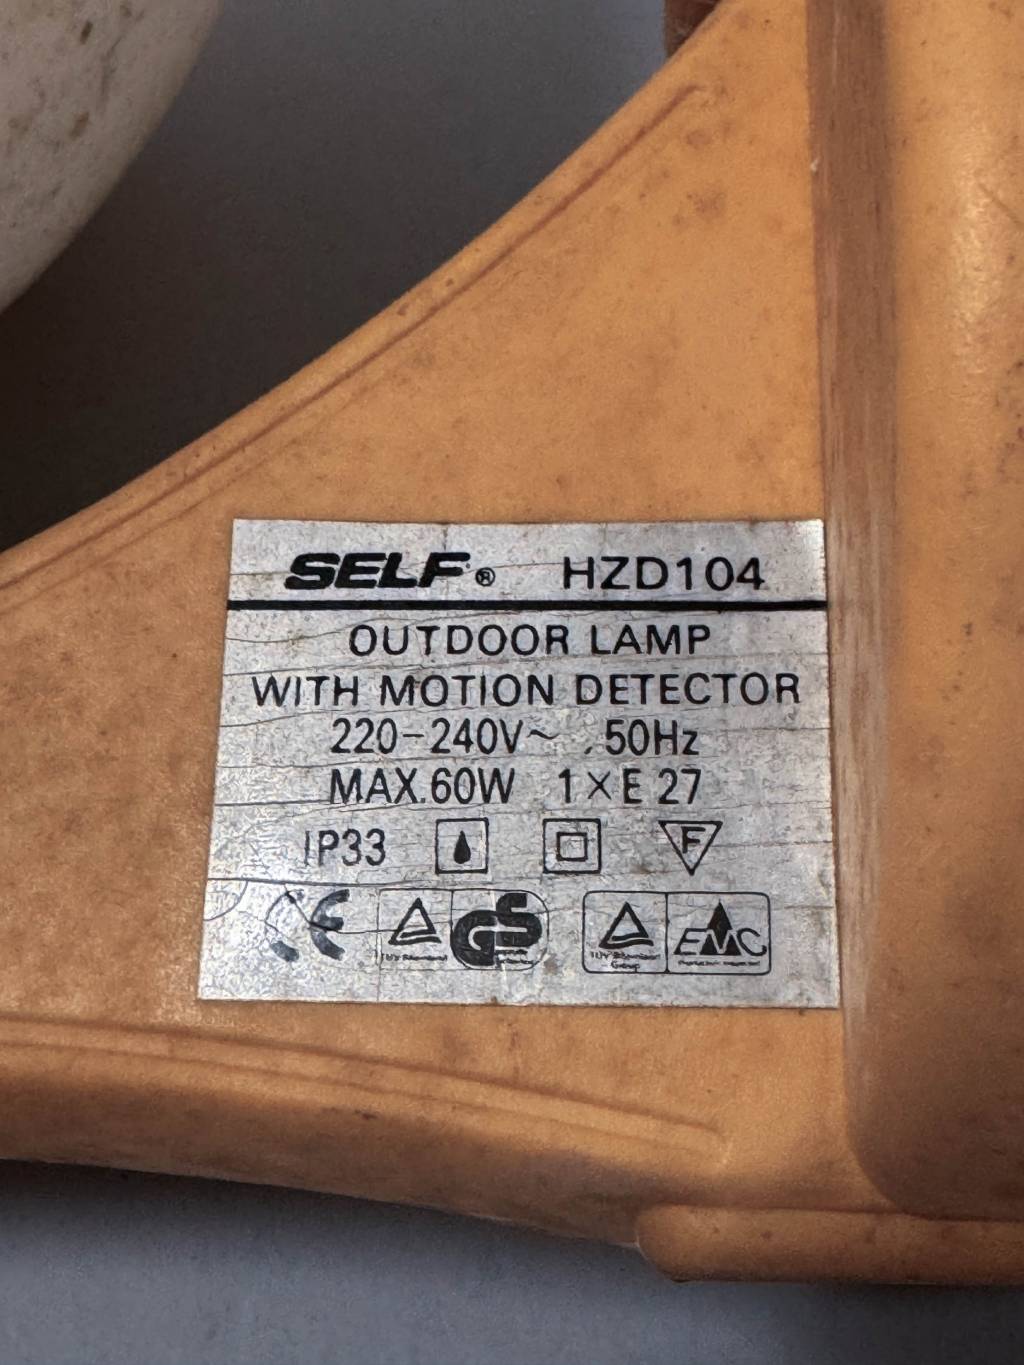 SELF® HZD104
OUTDOOR LAMP
WITH MOTION DETECTOR
220-240V~ . 50Hz
MAX.60W 1×E 27
IP33 F
CE GS EMC